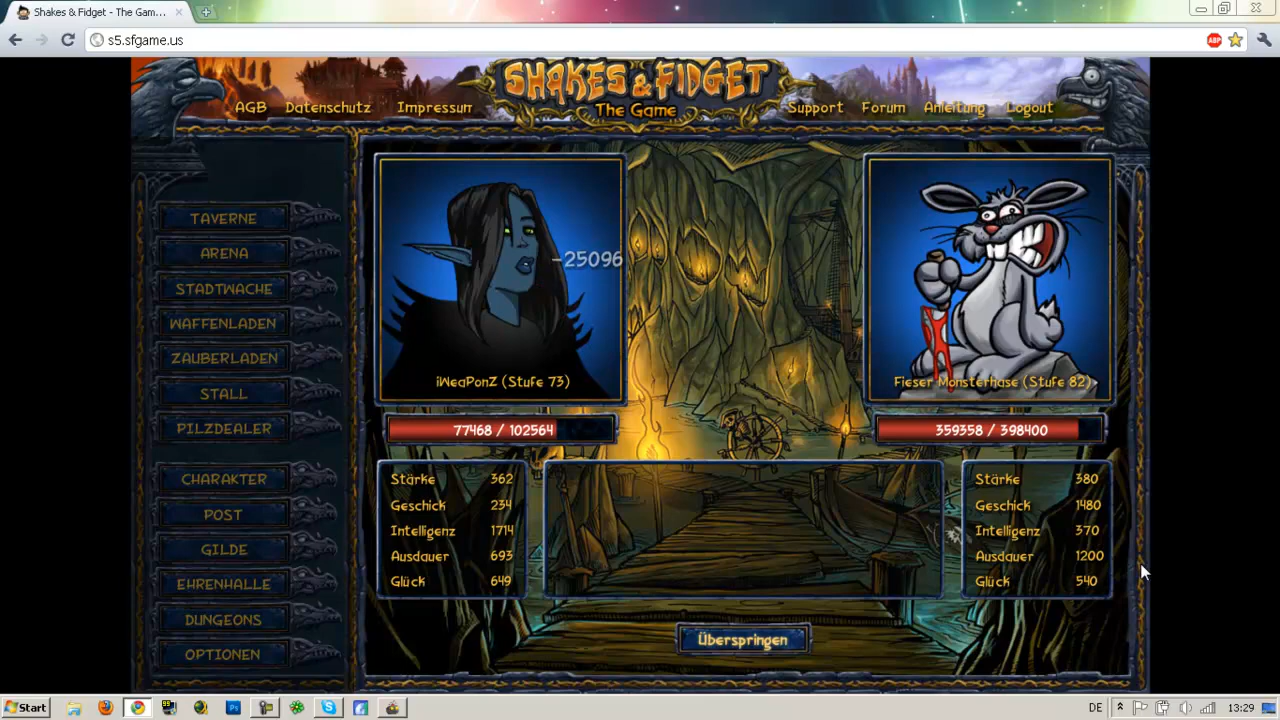 Shakes & Fidget - The Gam...
s5.sfgame.us
ABP
SHAKES & FIDGET
The Game
AGB Datenschutz Impressum
Support Forum Anleitung Logout
TAVERNE
ARENA
STADTWACHE
WAFFENLADEN
ZAUBERLADEN
STALL
PILZDEALER
CHARAKTER
POST
GILDE
EHRENHALLE
DUNGEONS
OPTIONEN
-25096
iWeaPonZ (Stufe 73)
77468 / 102564
Stärke 362
Geschick 234
Intelligenz 1714
Ausdauer 693
Glück 649
Fieser Monsterhase (Stufe 82)
359358 / 398400
Stärke 380
Geschick 1480
Intelligenz 370
Ausdauer 1200
Glück 540
Überspringen
Start
DE
13:29